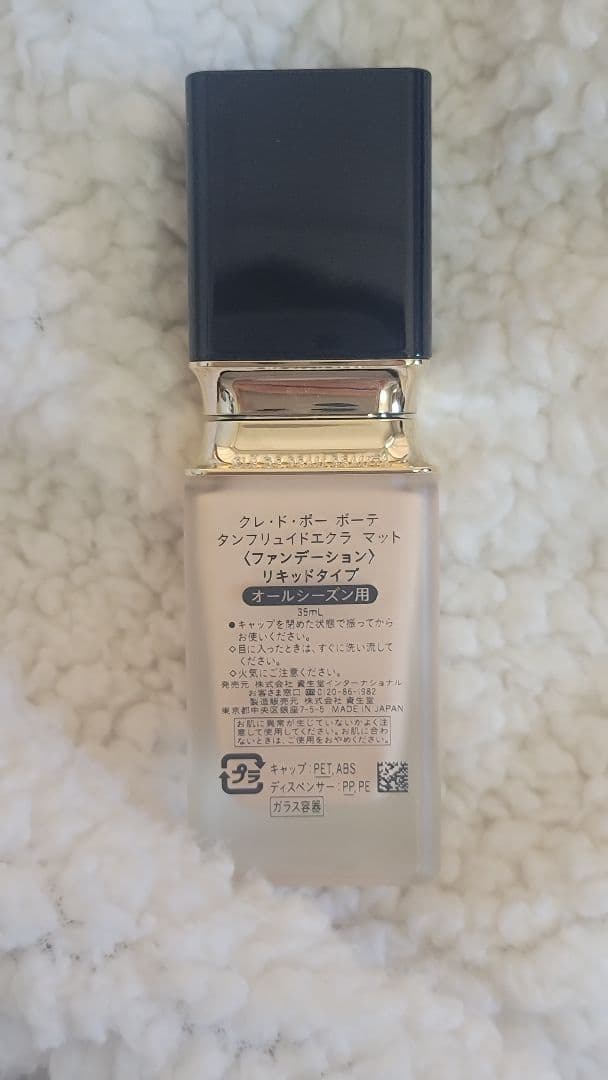 CLÉ DE PEAU BEAUTÉ
クレ・ド・ポー ボーテ
タンフリュイドエクラ マット
〈ファンデーション〉
リキッドタイプ
オールシーズン用
35mL
●キャップを閉めた状態で振ってから
お使いください。
◇目に入ったときは、すぐに洗い流して
ください。
◇火気にご注意ください。
発売元 株式会社 資生堂インターナショナル
お客さま窓口 ☎0120-86-1982
製造販売元 株式会社 資生堂
東京都中央区銀座7-5-5 MADE IN JAPAN
お肌に異常が生じていないかよく注
意して使用してください。お肌に合わ
ないときは、ご使用をおやめください。
プラ
キャップ:PET,ABS
ディスペンサー:PP,PE
ガラス容器